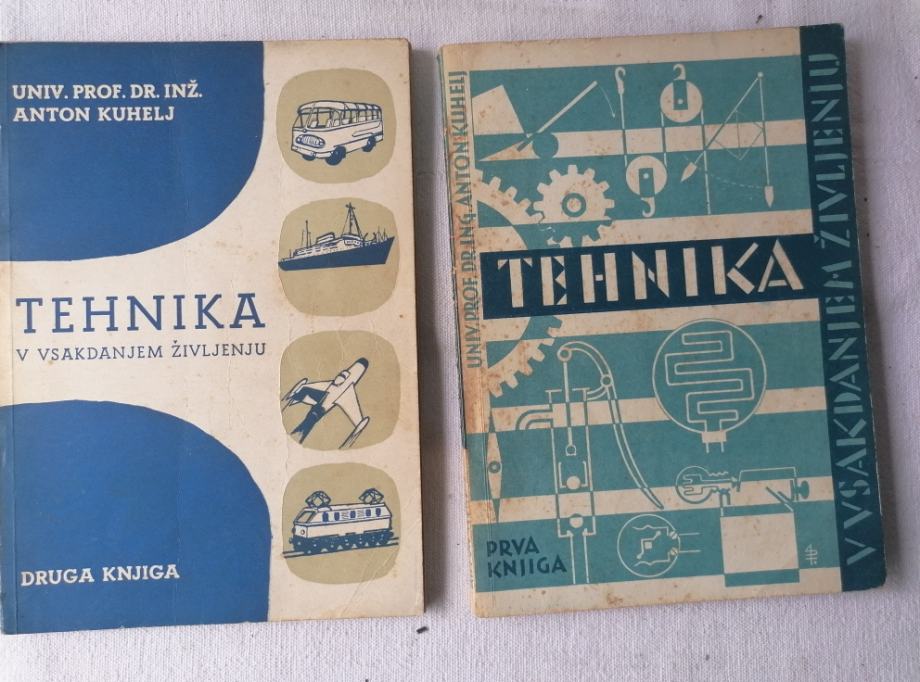 UNIV. PROF. DR. INŽ.
ANTON KUHELJ
TEHNIKA
V VSAKDANJEM ŽIVLJENJU
DRUGA KNJIGA
UNIV. PROF. DR. ING. ANTON KUHELJ
TEHNIKA
V VSAKDANJEM ŽIVLJENJU
PRVA
KNJIGA